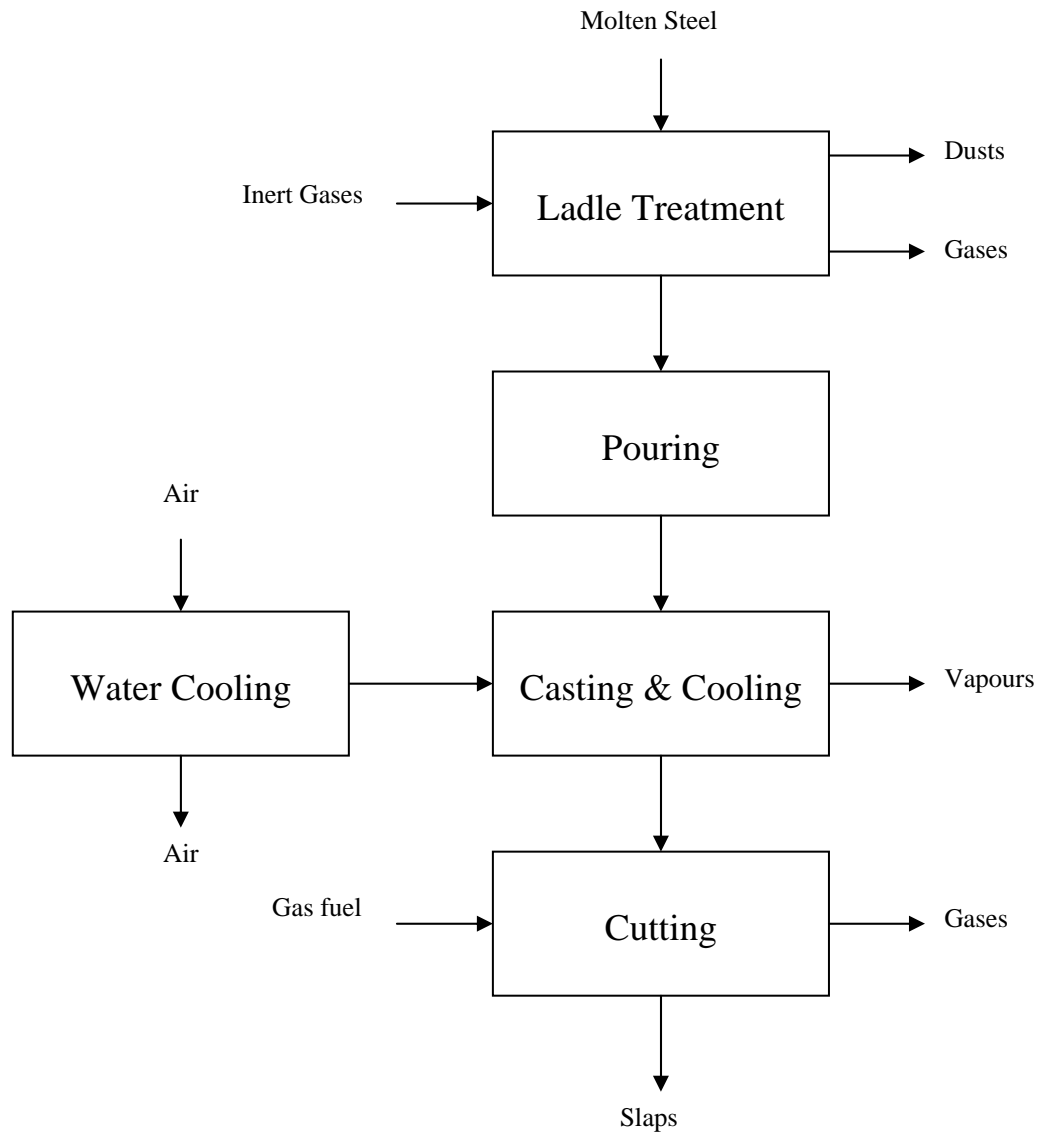 Molten Steel
Dusts
Inert Gases
Ladle Treatment
Gases
Pouring
Air
Water Cooling
Casting & Cooling
Vapours
Air
Gas fuel
Cutting
Gases
Slaps